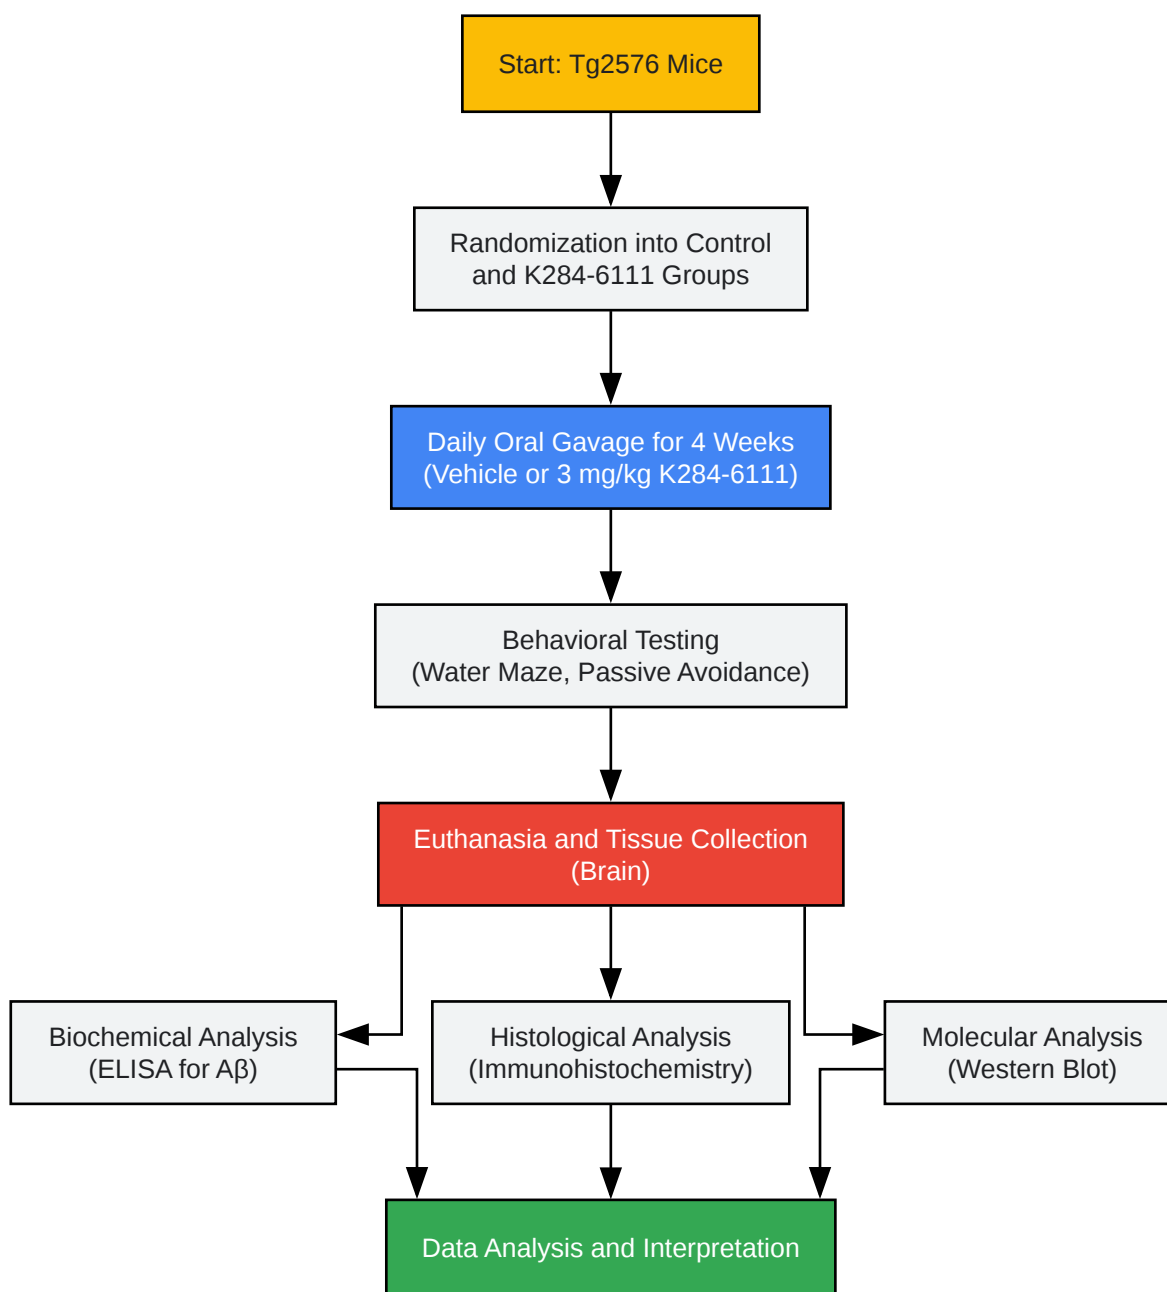 Start: Tg2576 Mice
Randomization into Control
and K284-6111 Groups
Daily Oral Gavage for 4 Weeks
(Vehicle or 3 mg/kg K284-6111)
Behavioral Testing
(Water Maze, Passive Avoidance)
Euthanasia and Tissue Collection
(Brain)
Biochemical Analysis
(ELISA for Aβ)
Histological Analysis
(Immunohistochemistry)
Molecular Analysis
(Western Blot)
Data Analysis and Interpretation